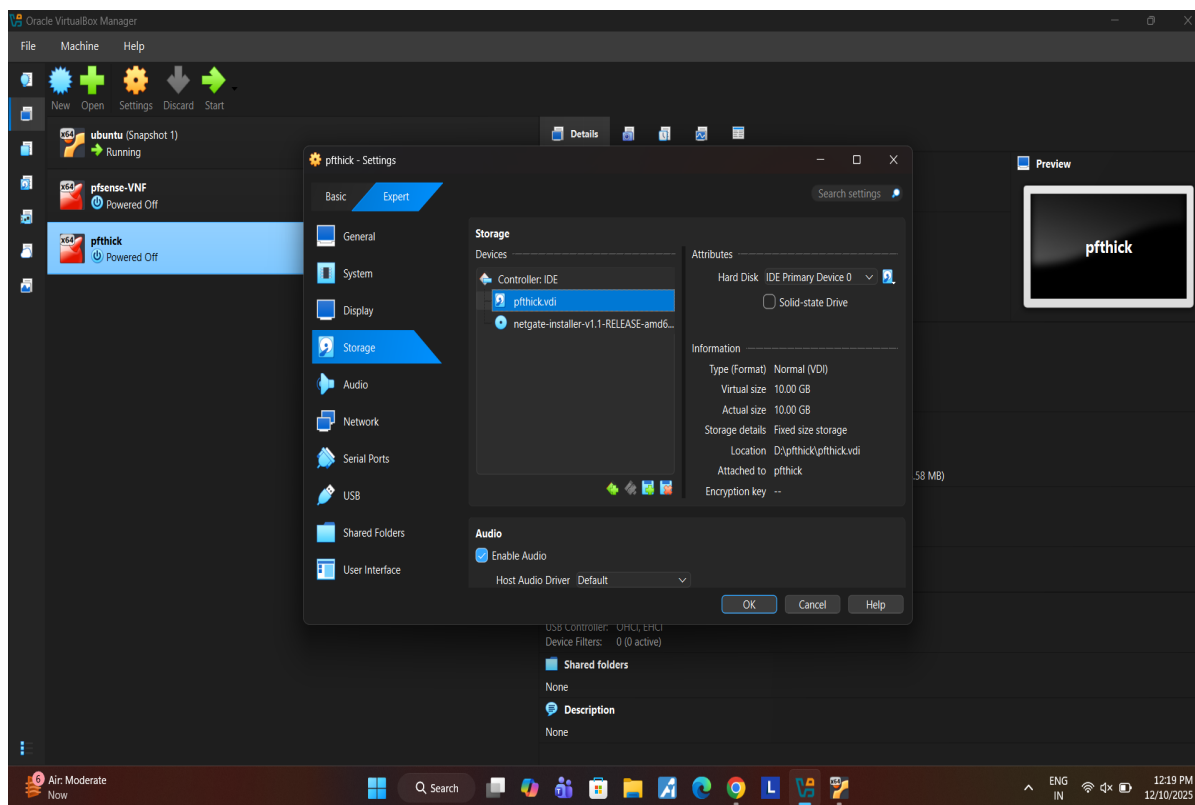 Oracle VirtualBox Manager
File Machine Help
New Open Settings Discard Start
ubuntu (Snapshot 1)
Running
pfsense-VNF
Powered Off
pfthick
Powered Off
Details
Preview
pfthick
pfthick - Settings
Basic Expert
Search settings
General
System
Display
Storage
Audio
Network
Serial Ports
USB
Shared Folders
User Interface
Storage
Devices
Controller: IDE
pfthick.vdi
netgate-installer-v1.1-RELEASE-amd6...
Attributes
Hard Disk IDE Primary Device 0
Solid-state Drive
Information
Type (Format) Normal (VDI)
Virtual size 10.00 GB
Actual size 10.00 GB
Storage details Fixed size storage
Location D:\pfthick\pfthick.vdi
Attached to pfthick
Encryption key --
Audio
Enable Audio
Host Audio Driver Default
OK Cancel Help
.58 MB)
USB Controller: OHCI, EHCI
Device Filters: 0 (0 active)
Shared folders
None
Description
None
6
Air: Moderate
Now
Search
ENG
IN
12:19 PM
12/10/2025